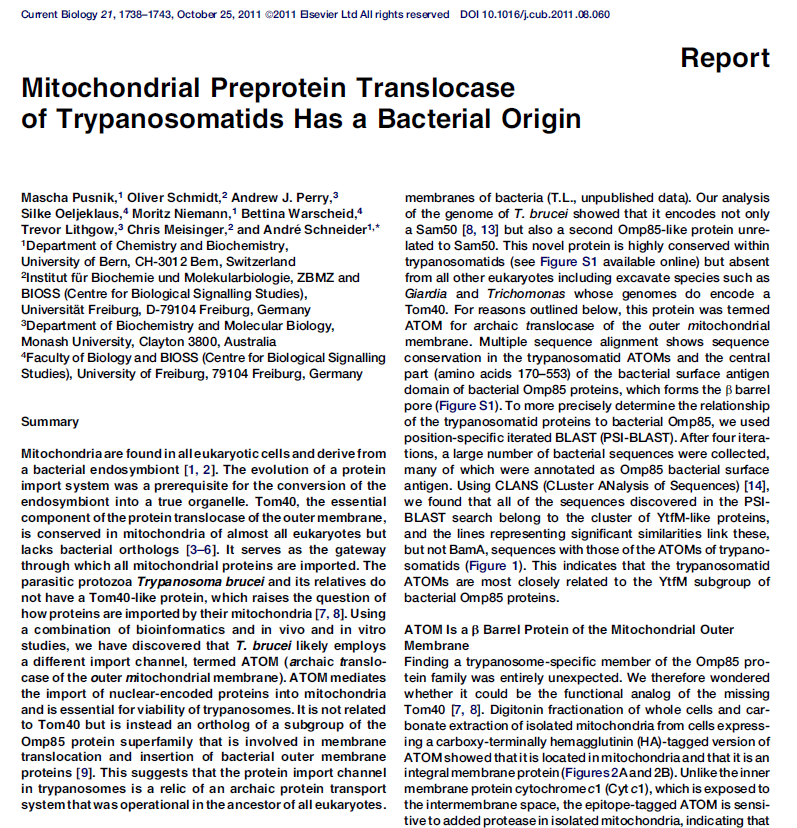 Current Biology 21, 1738–1743, October 25, 2011 ©2011 Elsevier Ltd All rights reserved DOI 10.1016/j.cub.2011.08.060
Report
Mitochondrial Preprotein Translocase
of Trypanosomatids Has a Bacterial Origin
Mascha Pusnik,1 Oliver Schmidt,2 Andrew J. Perry,3
Silke Oeljeklaus,4 Moritz Niemann,1 Bettina Warscheid,4
Trevor Lithgow,3 Chris Meisinger,2 and André Schneider1,*
1Department of Chemistry and Biochemistry,
University of Bern, CH-3012 Bern, Switzerland
2Institut für Biochemie und Molekularbiologie, ZBMZ and
BIOSS (Centre for Biological Signalling Studies),
Universität Freiburg, D-79104 Freiburg, Germany
3Department of Biochemistry and Molecular Biology,
Monash University, Clayton 3800, Australia
4Faculty of Biology and BIOSS (Centre for Biological Signalling
Studies), University of Freiburg, 79104 Freiburg, Germany
Summary
Mitochondria are found in all eukaryotic cells and derive from
a bacterial endosymbiont [1, 2]. The evolution of a protein
import system was a prerequisite for the conversion of the
endosymbiont into a true organelle. Tom40, the essential
component of the protein translocase of the outer membrane,
is conserved in mitochondria of almost all eukaryotes but
lacks bacterial orthologs [3–6]. It serves as the gateway
through which all mitochondrial proteins are imported. The
parasitic protozoa Trypanosoma brucei and its relatives do
not have a Tom40-like protein, which raises the question of
how proteins are imported by their mitochondria [7, 8]. Using
a combination of bioinformatics and in vivo and in vitro
studies, we have discovered that T. brucei likely employs
a different import channel, termed ATOM (archaic translo-
case of the outer mitochondrial membrane). ATOM mediates
the import of nuclear-encoded proteins into mitochondria
and is essential for viability of trypanosomes. It is not related
to Tom40 but is instead an ortholog of a subgroup of the
Omp85 protein superfamily that is involved in membrane
translocation and insertion of bacterial outer membrane
proteins [9]. This suggests that the protein import channel
in trypanosomes is a relic of an archaic protein transport
system that was operational in the ancestor of all eukaryotes.
membranes of bacteria (T.L., unpublished data). Our analysis
of the genome of T. brucei showed that it encodes not only
a Sam50 [8, 13] but also a second Omp85-like protein unre-
lated to Sam50. This novel protein is highly conserved within
trypanosomatids (see Figure S1 available online) but absent
from all other eukaryotes including excavate species such as
Giardia and Trichomonas whose genomes do encode a
Tom40. For reasons outlined below, this protein was termed
ATOM for archaic translocase of the outer mitochondrial
membrane. Multiple sequence alignment shows sequence
conservation in the trypanosomatid ATOMs and the central
part (amino acids 170–553) of the bacterial surface antigen
domain of bacterial Omp85 proteins, which forms the β barrel
pore (Figure S1). To more precisely determine the relationship
of the trypanosomatid proteins to bacterial Omp85, we used
position-specific iterated BLAST (PSI-BLAST). After four itera-
tions, a large number of bacterial sequences were collected,
many of which were annotated as Omp85 bacterial surface
antigen. Using CLANS (CLuster ANalysis of Sequences) [14],
we found that all of the sequences discovered in the PSI-
BLAST search belong to the cluster of YtfM-like proteins,
and the lines representing significant similarities link these,
but not BamA, sequences with those of the ATOMs of trypano-
somatids (Figure 1). This indicates that the trypanosomatid
ATOMs are most closely related to the YtfM subgroup of
bacterial Omp85 proteins.
ATOM Is a β Barrel Protein of the Mitochondrial Outer
Membrane
Finding a trypanosome-specific member of the Omp85 pro-
tein family was entirely unexpected. We therefore wondered
whether it could be the functional analog of the missing
Tom40 [7, 8]. Digitonin fractionation of whole cells and car-
bonate extraction of isolated mitochondria from cells express-
ing a carboxy-terminally hemagglutinin (HA)-tagged version of
ATOM showed that it is located in mitochondria and that it is an
integral membrane protein (Figures 2A and 2B). Unlike the inner
membrane protein cytochrome c1 (Cyt c1), which is exposed to
the intermembrane space, the epitope-tagged ATOM is sensi-
tive to added protease in isolated mitochondria, indicating that